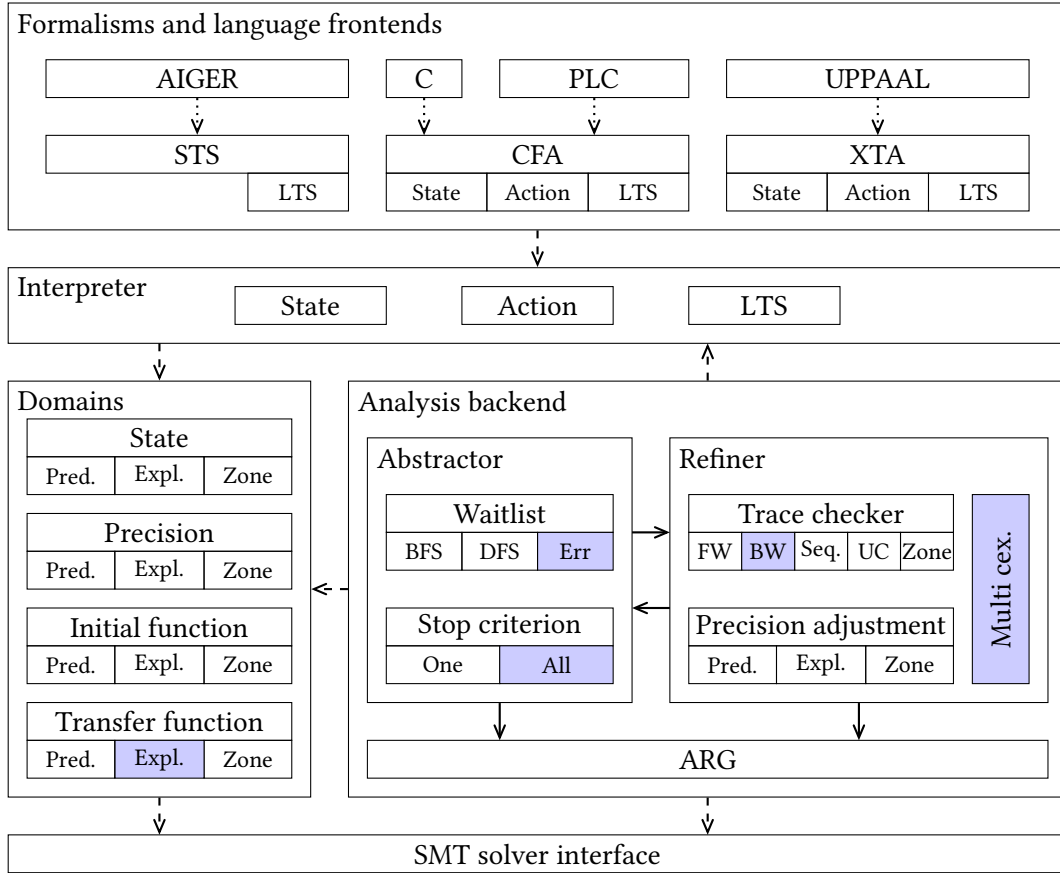 Formalisms and language frontends
AIGER C PLC UPPAAL
STS CFA XTA
LTS State Action LTS State Action LTS
Interpreter
State Action LTS
Domains
State
Pred. Expl. Zone
Precision
Pred. Expl. Zone
Initial function
Pred. Expl. Zone
Transfer function
Pred. Expl. Zone
Analysis backend
Abstractor
Waitlist
BFS DFS Err
Stop criterion
One All
Refiner
Trace checker
FW BW Seq. UC Zone
Precision adjustment
Pred. Expl. Zone
Multi cex.
ARG
SMT solver interface